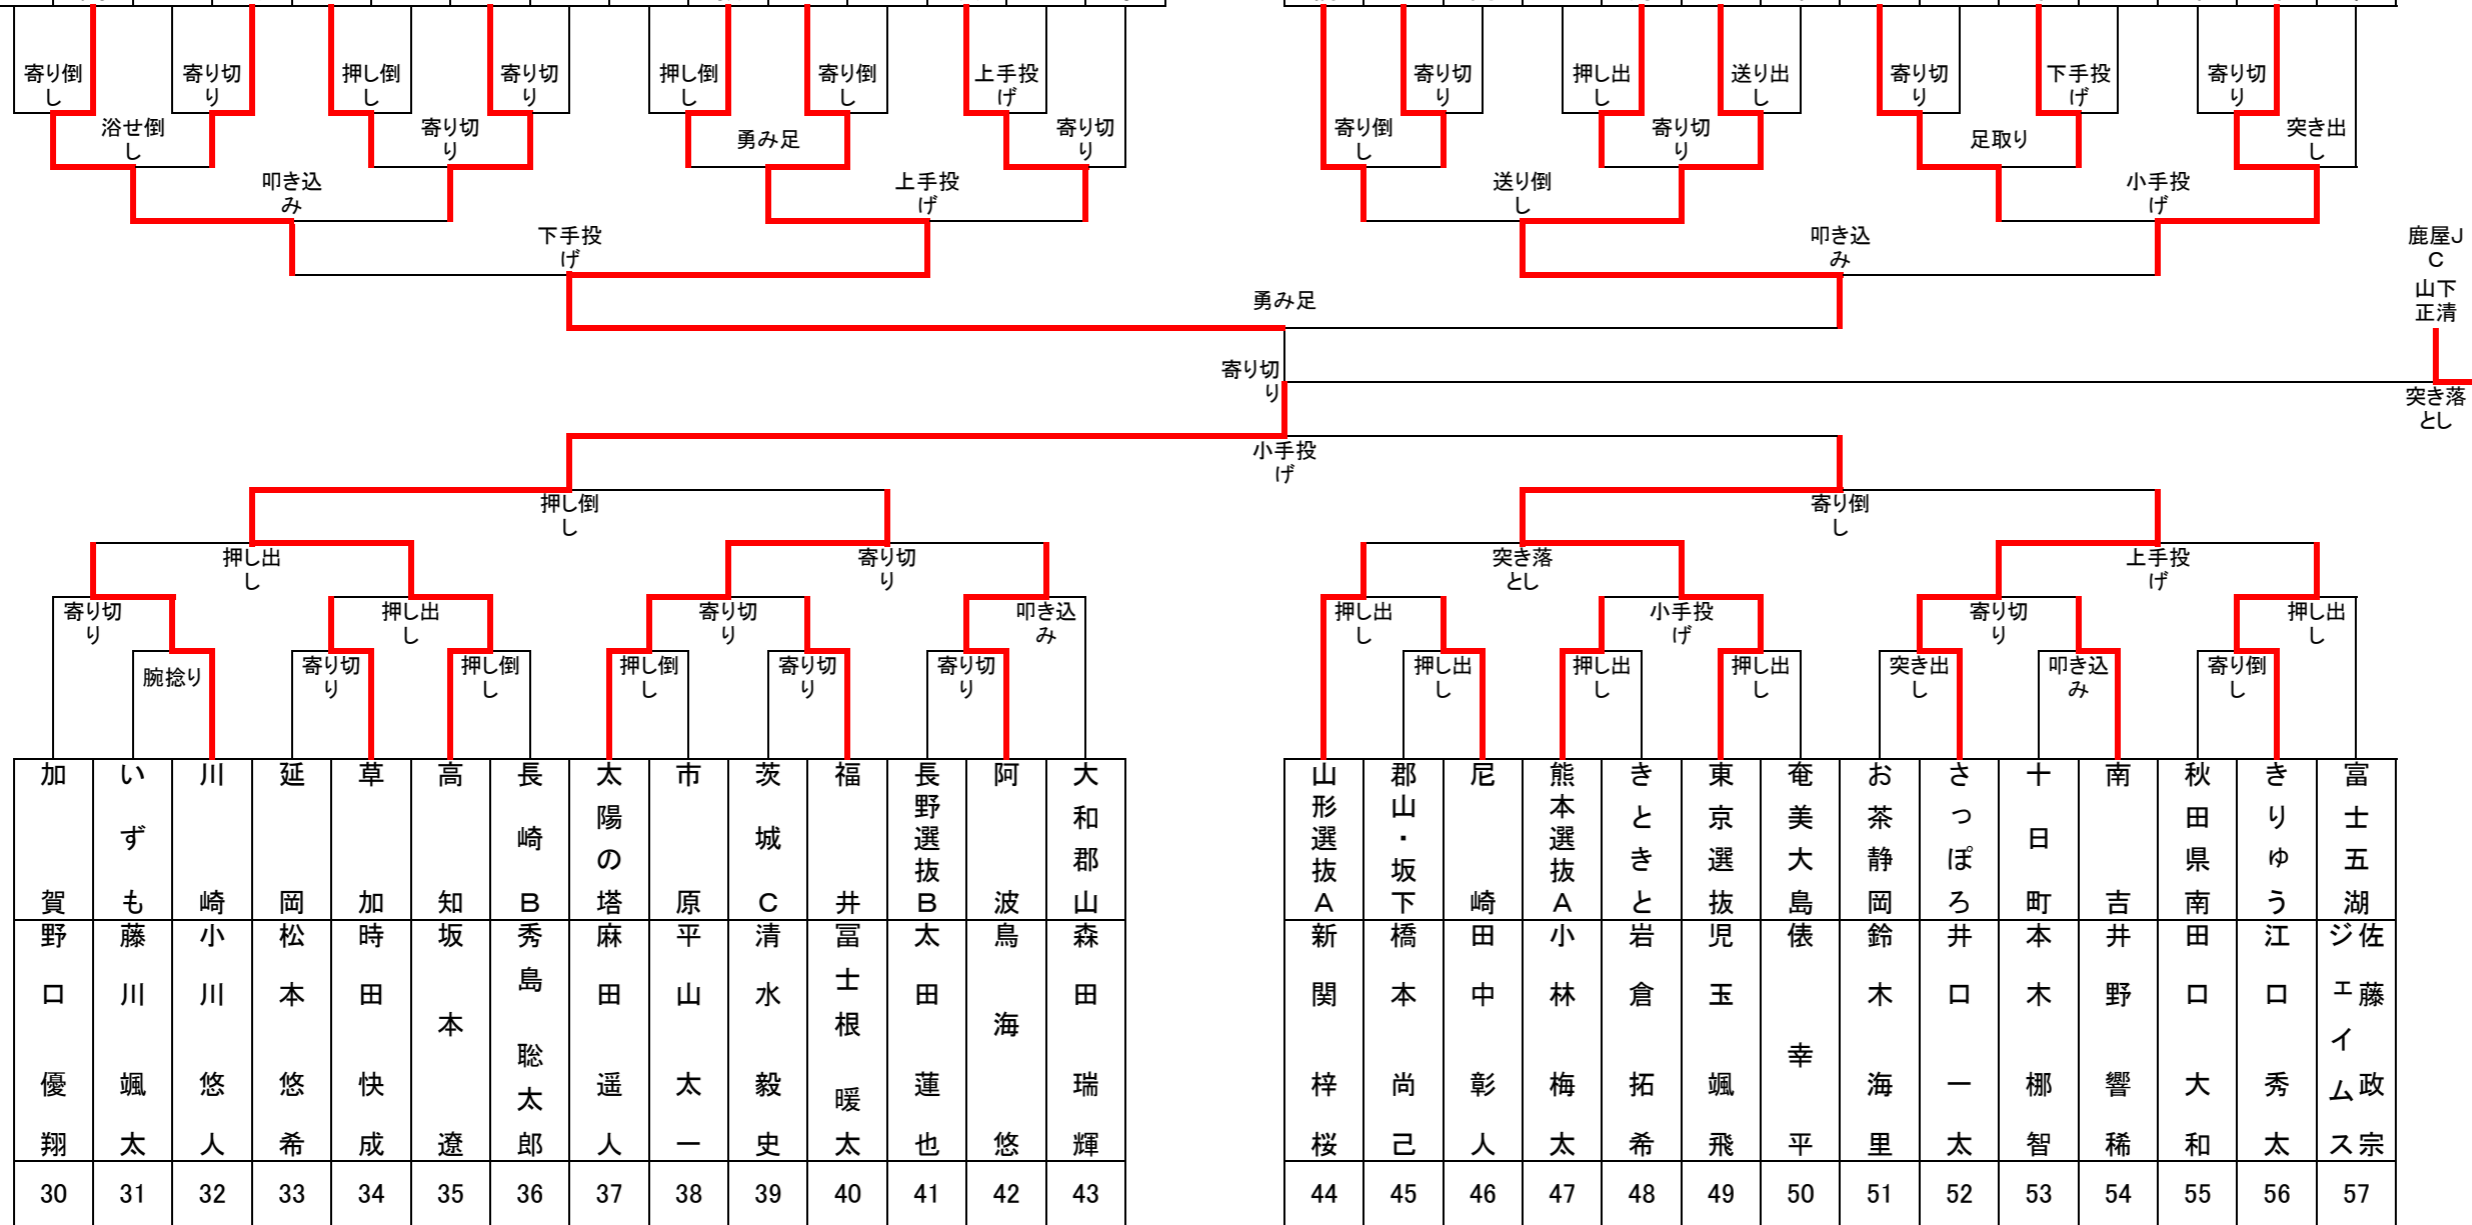 寄り倒し
寄り切り
押し倒し
寄り切り
押し倒し
寄り倒し
上手投げ
寄り切り
押し出し
送り出し
寄り切り
下手投げ
寄り切り
浴せ倒し
寄り切り
勇み足
寄り切り
寄り倒し
寄り切り
足取り
突き出し
叩き込み
上手投げ
送り倒し
小手投げ
下手投げ
叩き込み
鹿屋JC
山下正清
勇み足
寄り切り
突き落とし
小手投げ
押し倒し
寄り倒し
押し出し
寄り切り
突き落とし
上手投げ
寄り切り
押し出し
寄り切り
叩き込み
押し出し
小手投げ
寄り切り
押し出し
腕捻り
寄り切り
押し倒し
押し倒し
寄り切り
寄り切り
押し出し
押し出し
押し出し
突き出し
叩き込み
寄り倒し
加賀 野口優翔 30
いずも 藤川颯太 31
川崎 小川悠人 32
延岡 松本悠希 33
草加 時田快成 34
高知 坂本遼 35
長崎B 秀島聡太郎 36
太陽の塔 麻田遥人 37
市原 平山太一 38
茨城C 清水毅史 39
福井 冨士根暖太 40
長野選抜B 太田蓮也 41
阿波 鳥海悠 42
大和郡山 森田瑞輝 43
山形選抜A 新関梓桜 44
郡山・坂下 橋本尚己 45
尼崎 田中彰人 46
熊本選抜A 小林梅太 47
きときと 岩倉拓希 48
東京選抜 児玉颯飛 49
奄美大島 俵幸平 50
お茶静岡 鈴木海里 51
さっぽろ 井口一太 52
十日町 本木梛智 53
南吉 井野響稀 54
秋田県南 田口大和 55
きりゅう 江口秀太 56
富士五湖 佐藤政宗ジェイムス 57